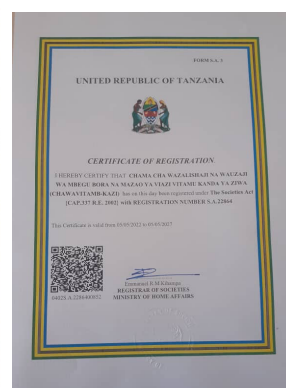 FORM S.A. 3
UNITED REPUBLIC OF TANZANIA
CERTIFICATE OF REGISTRATION
I HEREBY CERTIFY THAT CHAMA CHA WAZALISHAJI NA WAUZAJI
WA MBEGU BORA NA MAZAO YA VIAZI VITAMU KANDA YA ZIWA
(CHAWAVITAMB-KAZI) has on this day been registered under The Societies Act
[CAP.337 R.E. 2002] with REGISTRATION NUMBER S.A.22864
This Certificate is valid from 05/05/2022 to 05/05/2027
Emmanuel
REGISTRAR OF SOCIETIES
MINISTRY OF HOME AFFAIRS